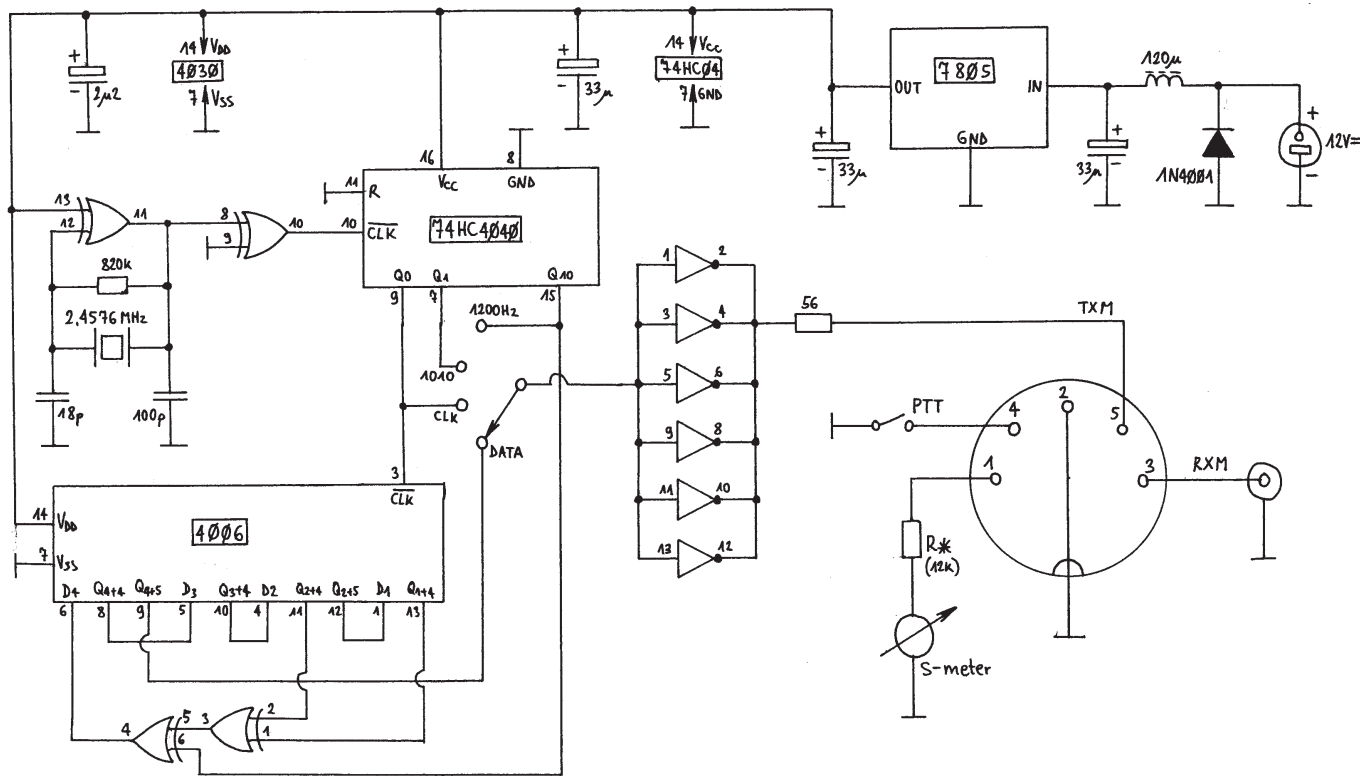 14 VDD
4030
7 VSS
+
-
2µ2
+
-
33µ
14 VCC
74HC04
7 GND
7805
OUT
IN
GND
120µ
+
-
33µ
+
-
33µ
1N4001
+
-
12V=
16
VCC
8
GND
11
R
10
CLK
74HC4040
Q0
9
Q1
7
Q10
15
13
12
11
8
9
10
820k
2,4576 MHz
18p
100p
1200Hz
1010
CLK
DATA
1
2
3
4
5
6
9
8
11
10
13
12
56
TXM
PTT
4
2
5
1
3
RXM
R*
(12k)
S-meter
3
CLK
14
VDD
7
VSS
4006
D4
Q4+4
Q4+5
D3
Q3+4
D2
Q2+4
Q2+5
D1
Q1+4
6
8
9
5
10
4
11
12
1
13
4
5
6
3
2
1